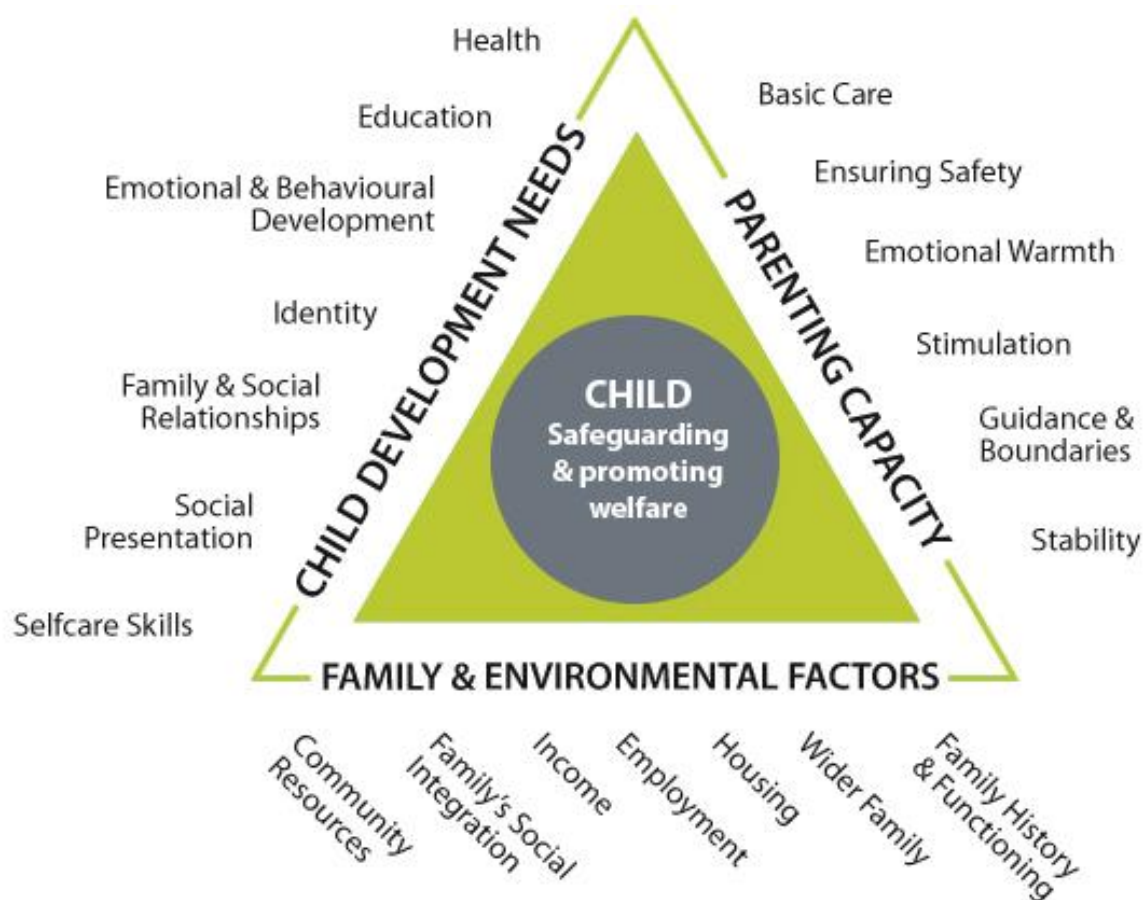 Health
Education
Emotional & Behavioural
Development
Identity
Family & Social
Relationships
Social
Presentation
Selfcare Skills
CHILD DEVELOPMENT NEEDS
CHILD
Safeguarding
& promoting
welfare
PARENTING CAPACITY
Basic Care
Ensuring Safety
Emotional Warmth
Stimulation
Guidance &
Boundaries
Stability
FAMILY & ENVIRONMENTAL FACTORS
Community
Resources
Family's Social
Integration
Income
Employment
Housing
Wider Family
Family History
& Functioning